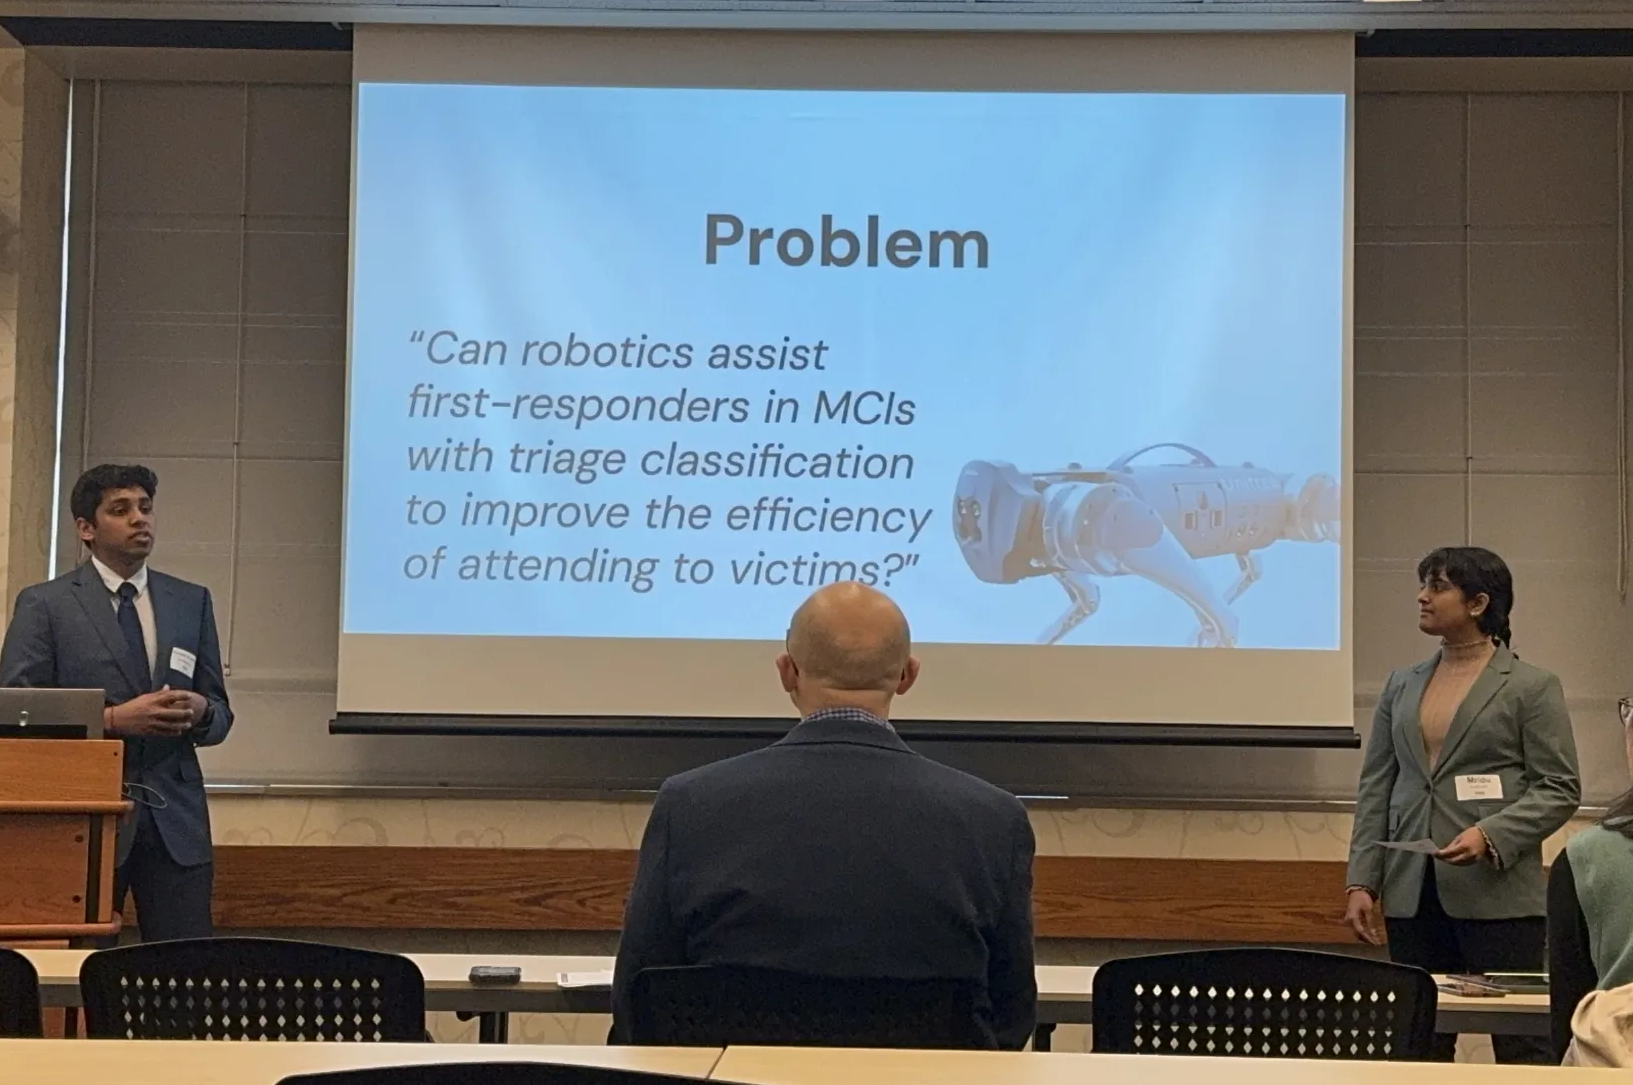 Problem
“Can robotics assist
first-responders in MCIs
with triage classification
to improve the efficiency
of attending to victims?”